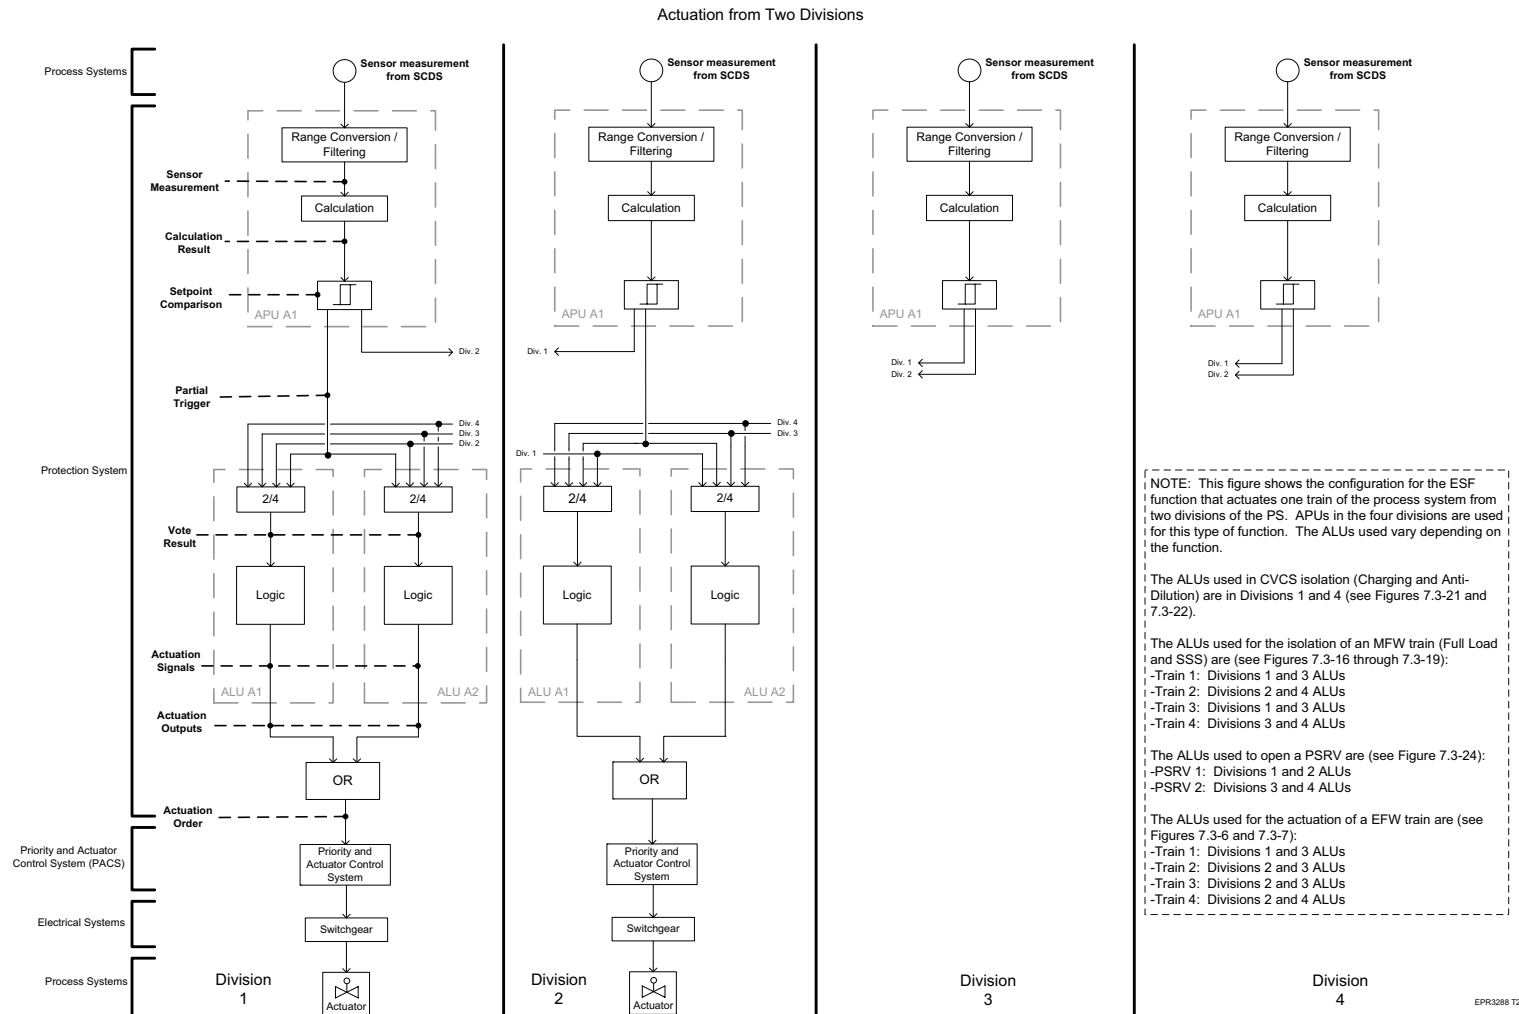 Actuation from Two Divisions
Process Systems
Protection System
Priority and Actuator
Control System (PACS)
Electrical Systems
Process Systems
Sensor
Measurement
Calculation
Result
Setpoint
Comparison
Partial
Trigger
Vote
Result
Actuation
Signals
Actuation
Outputs
Actuation
Order
Sensor measurement
from SCDS
Range Conversion /
Filtering
Calculation
APU A1
Div. 2
Div. 4
Div. 3
Div. 2
2/4
2/4
Logic
Logic
ALU A1
ALU A2
OR
Priority and
Actuator Control
System
Switchgear
Actuator
Division
1
Sensor measurement
from SCDS
Range Conversion /
Filtering
Calculation
APU A1
Div. 1
Div. 4
Div. 3
Div. 1
2/4
2/4
Logic
Logic
ALU A1
ALU A2
OR
Priority and
Actuator Control
System
Switchgear
Actuator
Division
2
Sensor measurement
from SCDS
Range Conversion /
Filtering
Calculation
APU A1
Div. 1
Div. 2
Division
3
Sensor measurement
from SCDS
Range Conversion /
Filtering
Calculation
APU A1
Div. 1
Div. 2
NOTE: This figure shows the configuration for the ESF
function that actuates one train of the process system from
two divisions of the PS. APUs in the four divisions are used
for this type of function. The ALUs used vary depending on
the function.
The ALUs used in CVCS isolation (Charging and Anti-
Dilution) are in Divisions 1 and 4 (see Figures 7.3-21 and
7.3-22).
The ALUs used for the isolation of an MFW train (Full Load
and SSS) are (see Figures 7.3-16 through 7.3-19):
-Train 1: Divisions 1 and 3 ALUs
-Train 2: Divisions 2 and 4 ALUs
-Train 3: Divisions 1 and 3 ALUs
-Train 4: Divisions 3 and 4 ALUs
The ALUs used to open a PSRV are (see Figure 7.3-24):
-PSRV 1: Divisions 1 and 2 ALUs
-PSRV 2: Divisions 3 and 4 ALUs
The ALUs used for the actuation of a EFW train are (see
Figures 7.3-6 and 7.3-7):
-Train 1: Divisions 1 and 3 ALUs
-Train 2: Divisions 2 and 3 ALUs
-Train 3: Divisions 2 and 3 ALUs
-Train 4: Divisions 2 and 4 ALUs
Division
4
EPR3288 T2